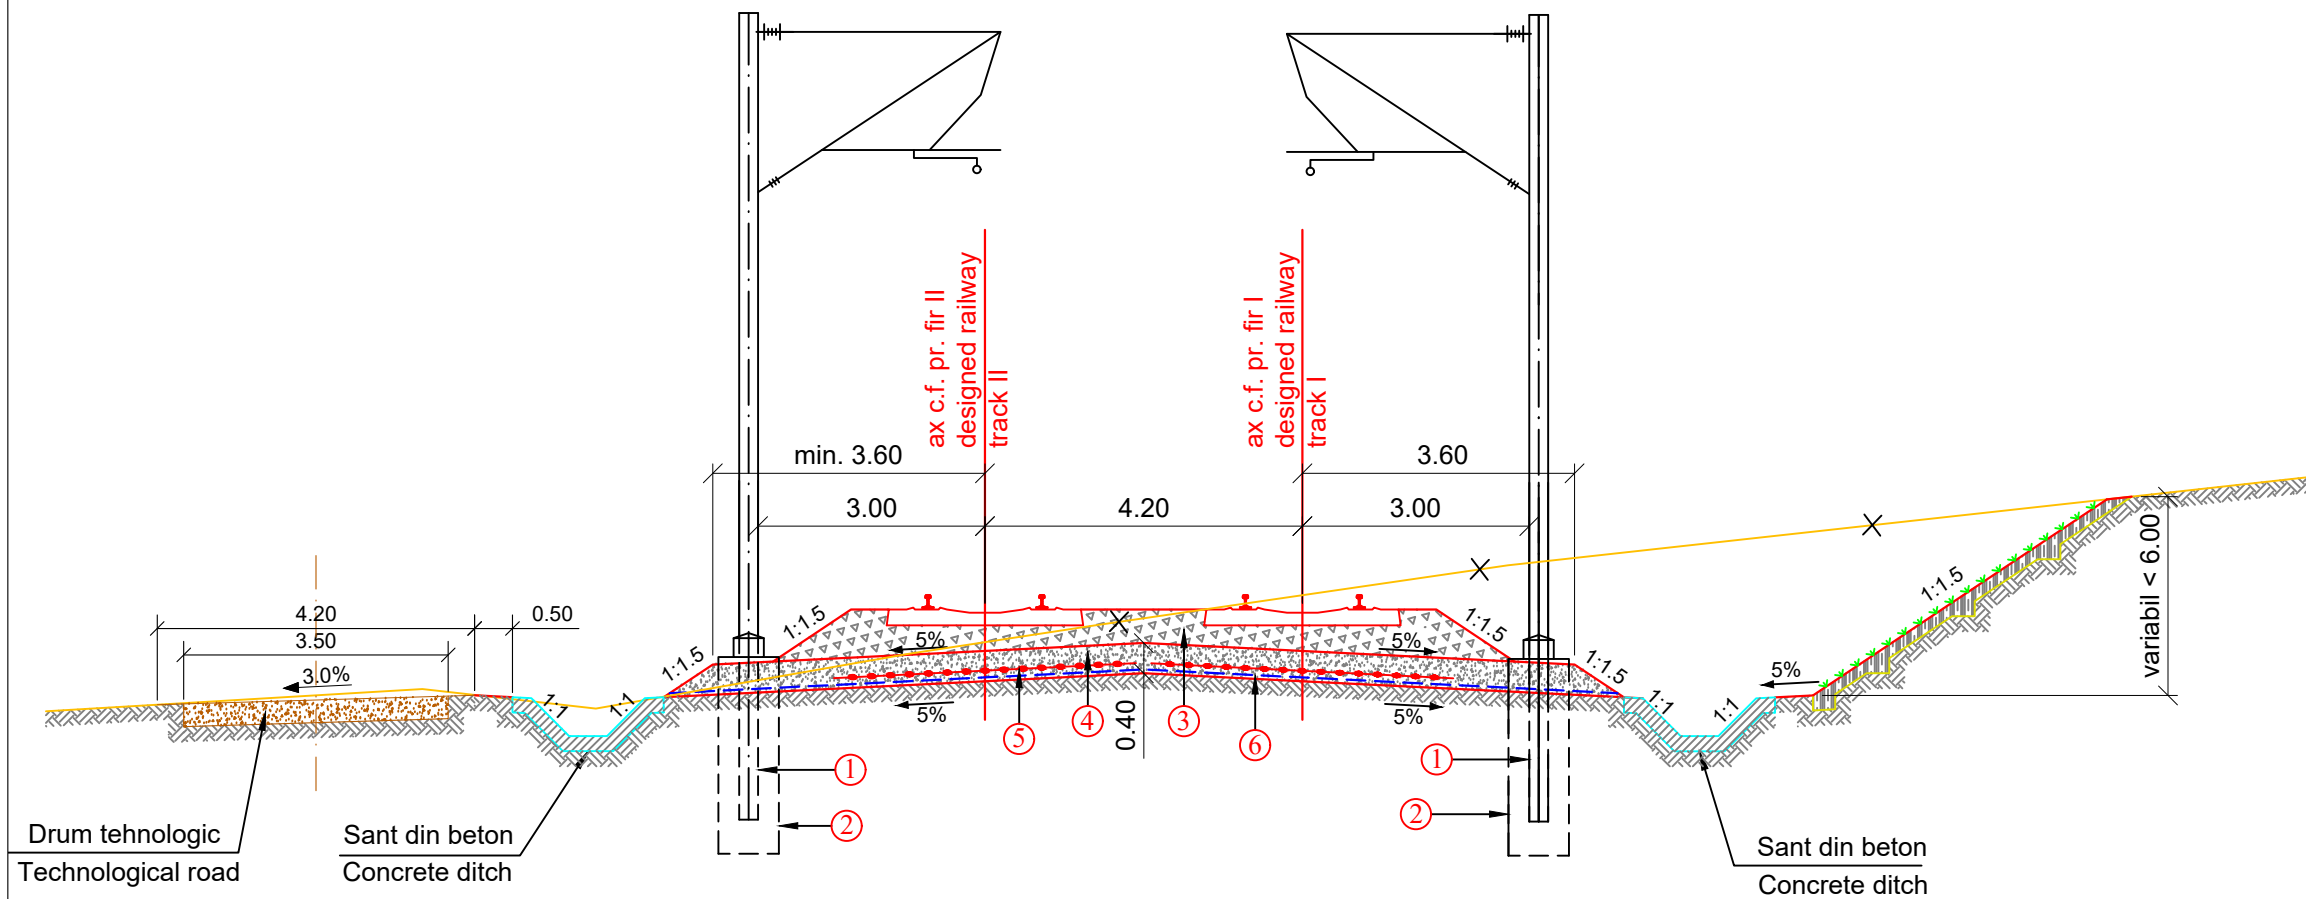 ax c.f. pr. fir II
designed railway
track II
ax c.f. pr. fir I
designed railway
track I
min. 3.60
3.60
3.00
4.20
3.00
4.20
0.50
3.50
3.0%
1:1
1:1
1:1.5
1:1.5
5%
5%
1:1.5
1:1.5
5%
5%
1:1
1:1
5%
1:1.5
variabil < 6.00
0.40
5
4
3
6
1
2
1
2
Drum tehnologic
Technological road
Sant din beton
Concrete ditch
Sant din beton
Concrete ditch